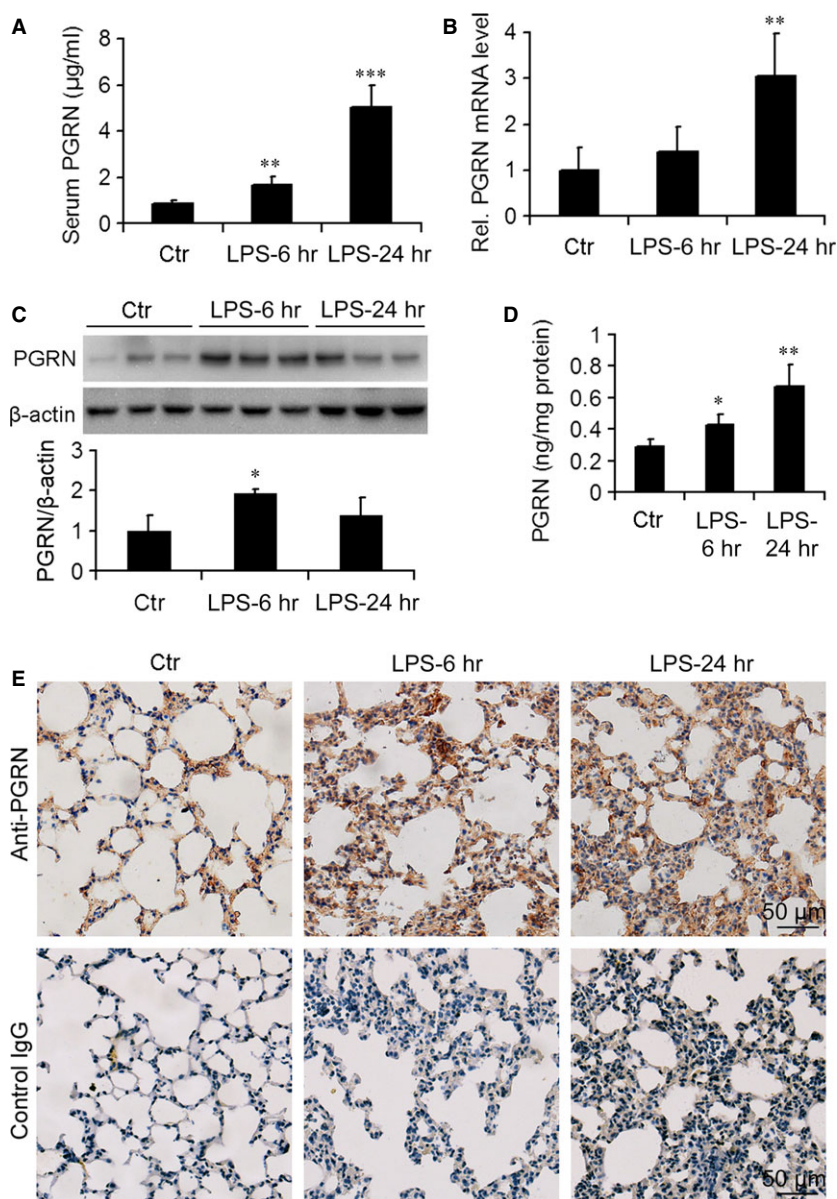 A
Serum PGRN (µg/ml)
8
6
4
2
0
**
***
Ctr
LPS-6 hr
LPS-24 hr
B
Rel. PGRN mRNA level
4
3
2
1
0
**
Ctr
LPS-6 hr
LPS-24 hr
C
Ctr
LPS-6 hr
LPS-24 hr
PGRN
β-actin
PGRN/β-actin
3
2
1
0
*
Ctr
LPS-6 hr
LPS-24 hr
D
PGRN (ng/mg protein)
1
0.8
0.6
0.4
0.2
0
*
**
Ctr
LPS-
6 hr
LPS-
24 hr
E
Ctr
LPS-6 hr
LPS-24 hr
Anti-PGRN
50 µm
Control IgG
50 µm